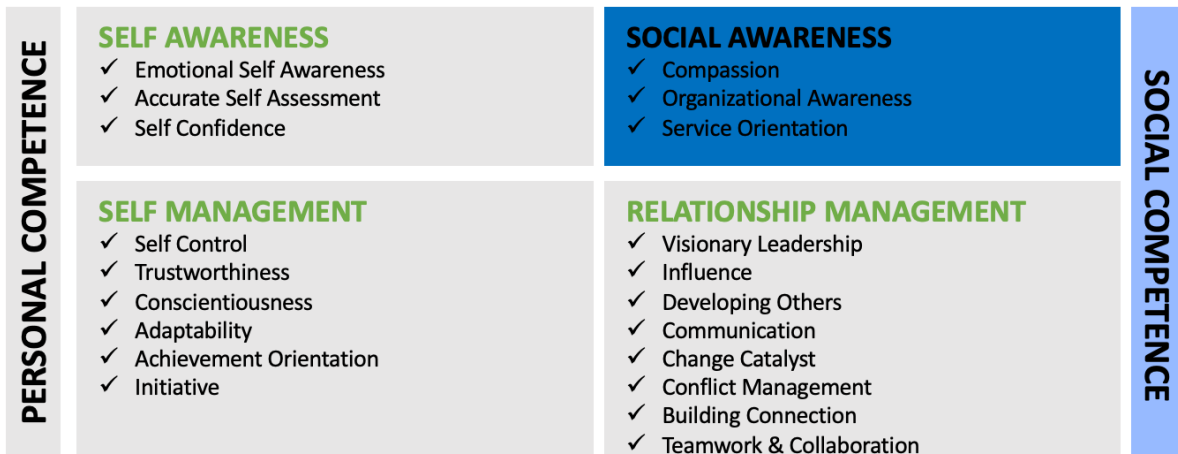 PERSONAL COMPETENCE
SELF AWARENESS
✓ Emotional Self Awareness
✓ Accurate Self Assessment
✓ Self Confidence
SELF MANAGEMENT
✓ Self Control
✓ Trustworthiness
✓ Conscientiousness
✓ Adaptability
✓ Achievement Orientation
✓ Initiative
SOCIAL AWARENESS
✓ Compassion
✓ Organizational Awareness
✓ Service Orientation
RELATIONSHIP MANAGEMENT
✓ Visionary Leadership
✓ Influence
✓ Developing Others
✓ Communication
✓ Change Catalyst
✓ Conflict Management
✓ Building Connection
✓ Teamwork & Collaboration
SOCIAL COMPETENCE